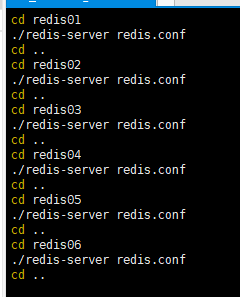 cd redis01
./redis-server redis.conf
cd ..
cd redis02
./redis-server redis.conf
cd ..
cd redis03
./redis-server redis.conf
cd ..
cd redis04
./redis-server redis.conf
cd ..
cd redis05
./redis-server redis.conf
cd ..
cd redis06
./redis-server redis.conf
cd ..